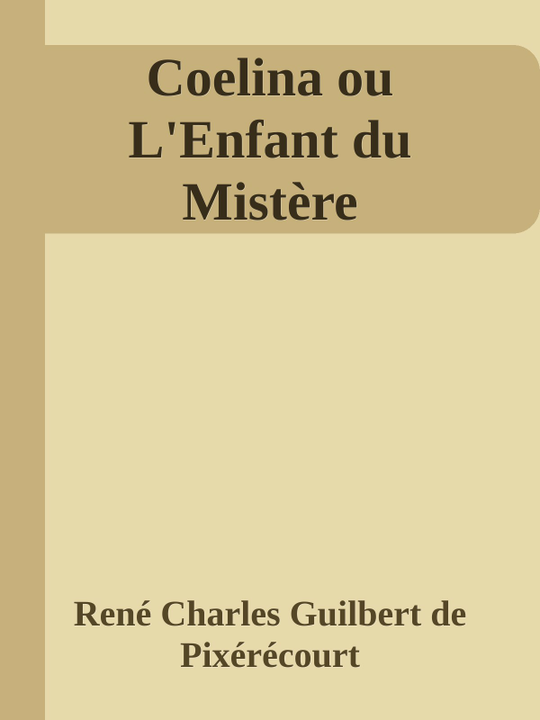 Coelina ou
L'Enfant du
Mistère
René Charles Guilbert de
Pixérécourt